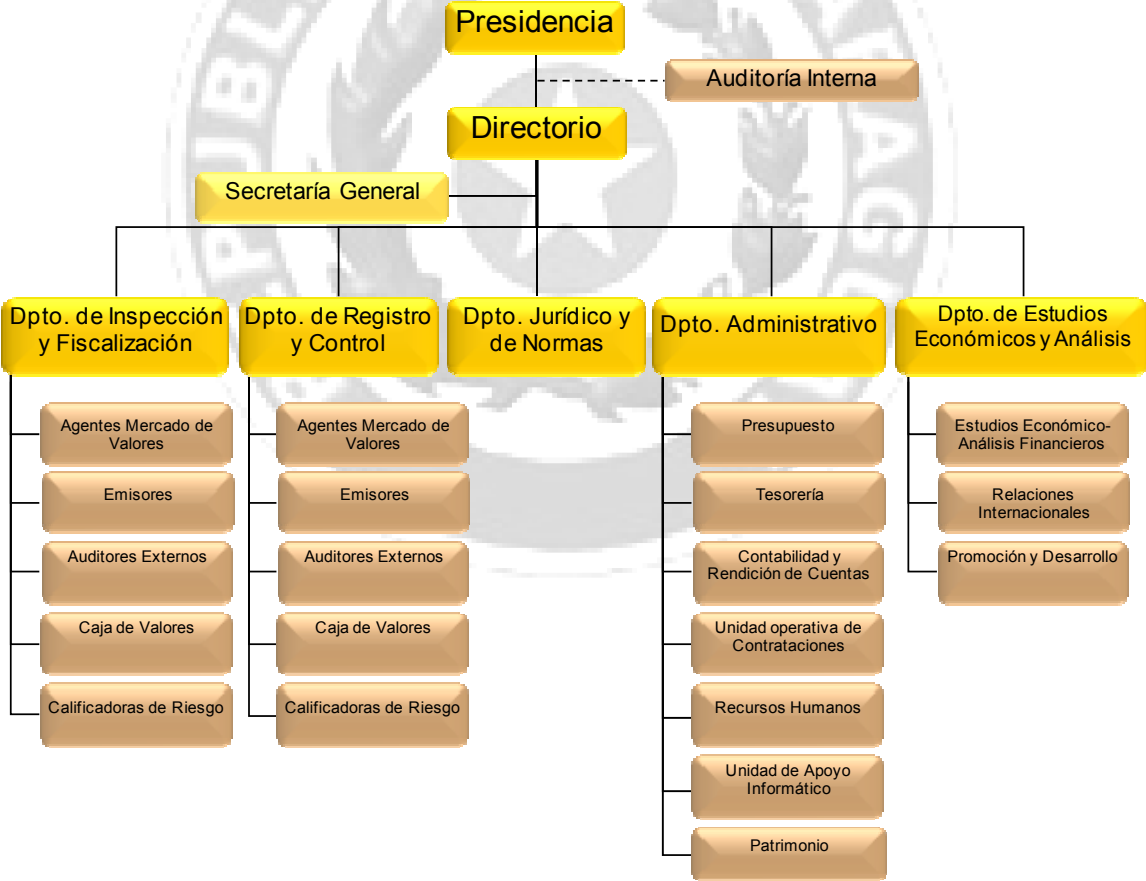 Presidencia
Auditoría Interna
Directorio
Secretaría General
Dpto. de Inspección
y Fiscalización
Dpto. de Registro
y Control
Dpto. Jurídico y
de Normas
Dpto. Administrativo
Dpto. de Estudios
Económicos y Análisis
Agentes Mercado de
Valores
Emisores
Auditores Externos
Caja de Valores
Calificadoras de Riesgo
Agentes Mercado de
Valores
Emisores
Auditores Externos
Caja de Valores
Calificadoras de Riesgo
Presupuesto
Tesorería
Contabilidad y
Rendición de Cuentas
Unidad operativa de
Contrataciones
Recursos Humanos
Unidad de Apoyo
Informático
Patrimonio
Estudios Económico-
Análisis Financieros
Relaciones
Internacionales
Promoción y Desarrollo